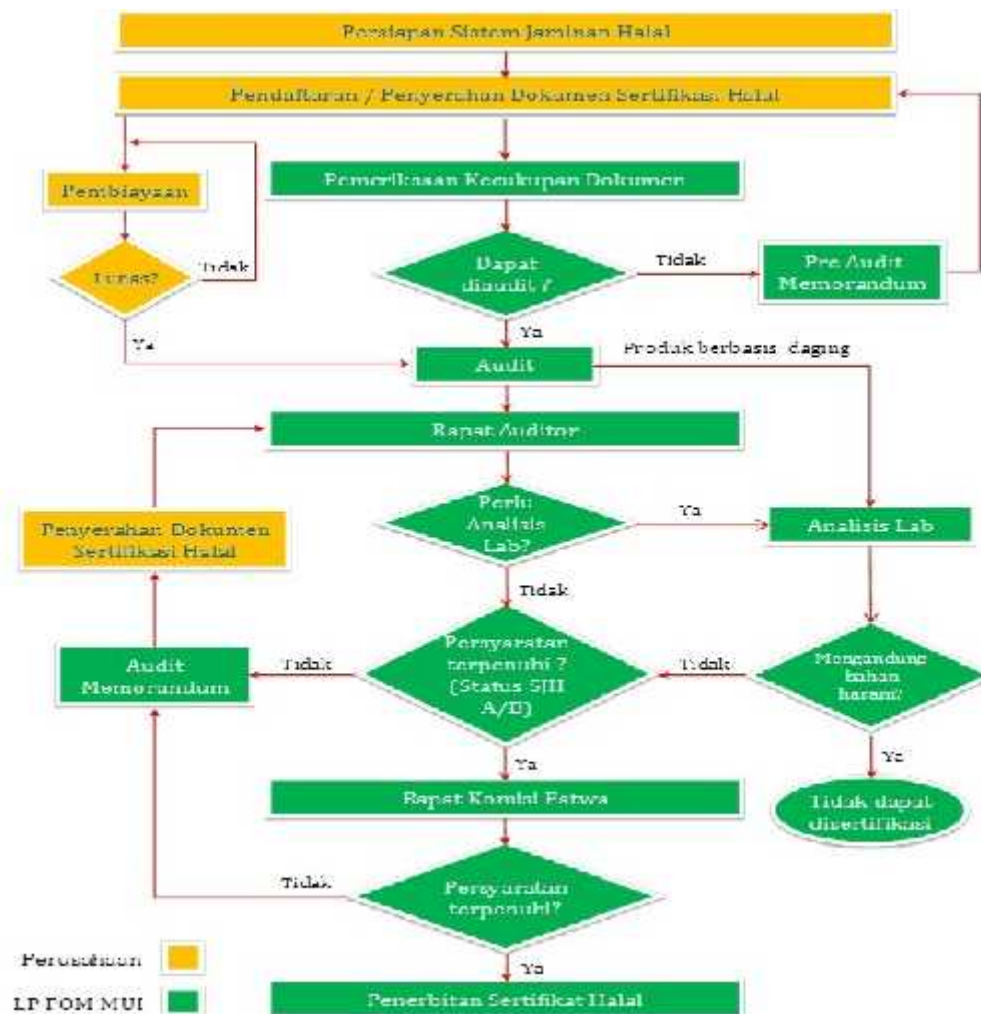 Persiapan Sistem Jaminan Halal
Pendaftaran / Penyerahan Dokumen Sertifikasi Halal
Pembiayaan
Pemeriksaan Kecukupan Dokumen
Lunas?
Tidak
Dapat
diaudit ?
Tidak
Pre Audit
Memorandum
Ya
Ya
Produk berbasis daging
Audit
Rapat Auditor
Penyerahan Dokumen
Sertifikasi Halal
Perlu
Analisis
Lab?
Ya
Analisis Lab
Tidak
Audit
Memorandum
Tidak
Persyaratan
terpenuhi ?
(Status SJH
A/B)
Tidak
Mengandung
bahan
haram?
Ya
Ya
Rapat Komisi Fatwa
Tidak dapat
disertifikasi
Tidak
Persyaratan
terpenuhi?
Perusahaan
Ya
LP POM MUI
Penerbitan Sertifikat Halal